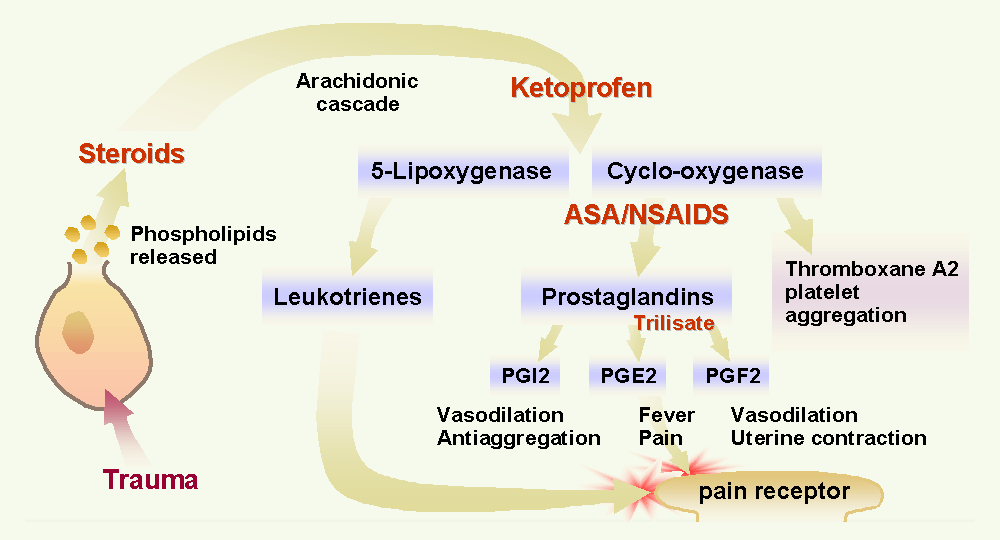 Arachidonic
cascade
Ketoprofen
Steroids
5-Lipoxygenase
Cyclo-oxygenase
ASA/NSAIDS
Phospholipids
released
Leukotrienes
Prostaglandins
Trilisate
Thromboxane A2
platelet
aggregation
PGI2
PGE2
PGF2
Vasodilation
Antiaggregation
Fever
Pain
Vasodilation
Uterine contraction
Trauma
pain receptor